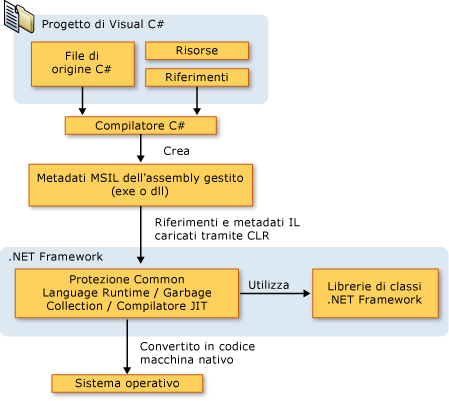 Progetto di Visual C#
File di
origine C#
Risorse
Riferimenti
Compilatore C#
Crea
Metadati MSIL dell'assembly gestito
(exe o dll)
Riferimenti e metadati IL
caricati tramite CLR
.NET Framework
Protezione Common
Language Runtime / Garbage
Collection / Compilatore JIT
Utilizza
Librerie di classi
.NET Framework
Convertito in codice
macchina nativo
Sistema operativo